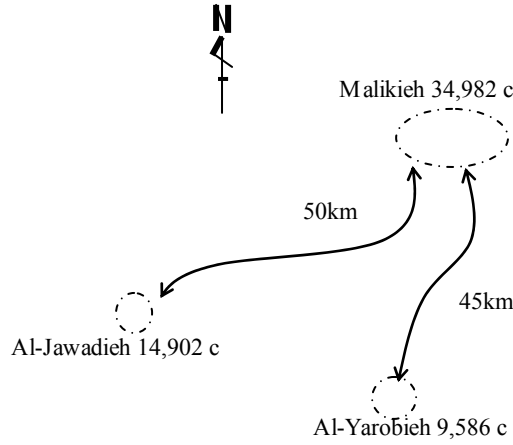 N
Malikieh 34,982 c
50km
45km
Al-Jawadieh 14,902 c
Al-Yarobieh 9,586 c